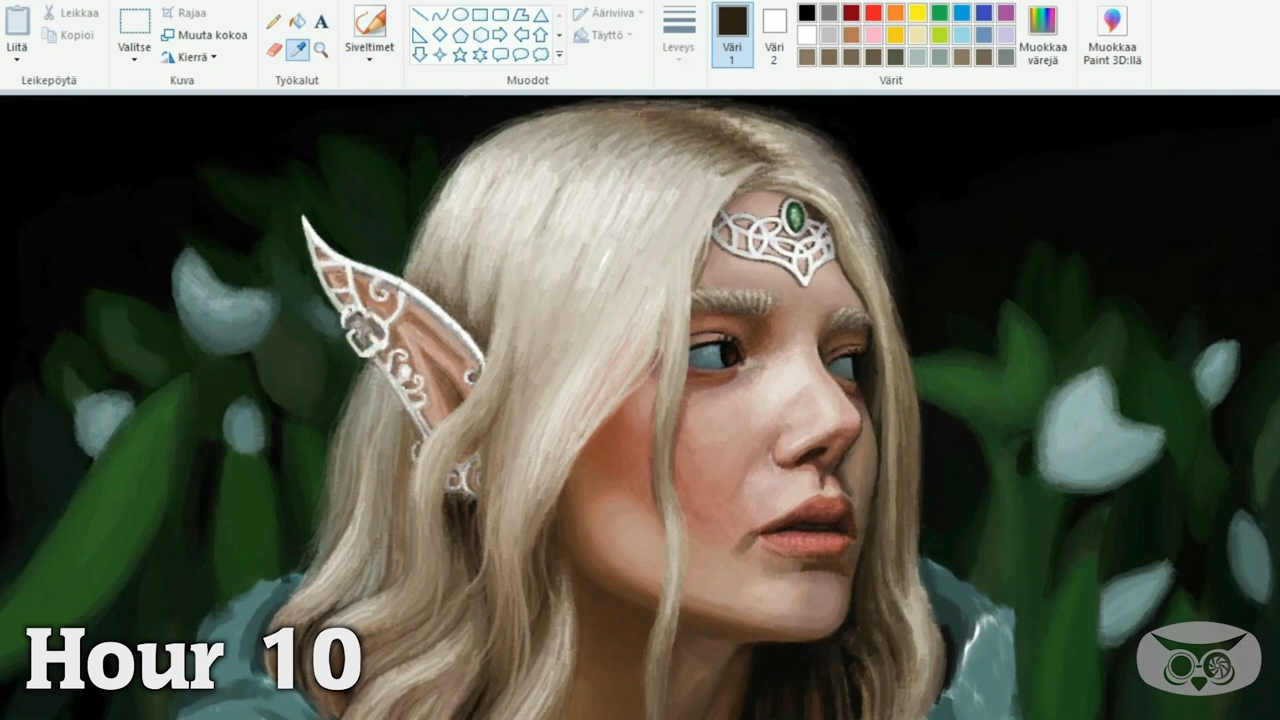 Liitä
Leikkaa
Kopioi
Leikepöytä
Valitse
Rajaa
Muuta kokoa
Kierrä
Kuva
A
Työkalut
Siveltimet
Ääriviiva
Täyttö
Muodot
Leveys
Väri
1
Väri
2
Värit
Muokkaa
värejä
Muokkaa
Paint 3D:llä
Hour 10